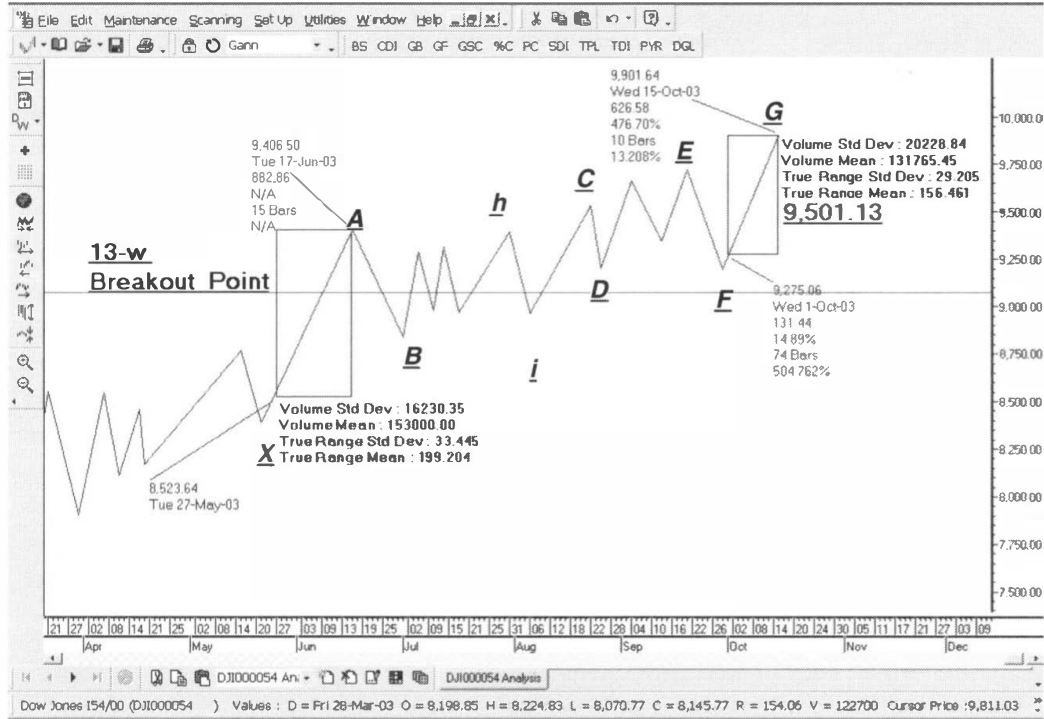 File Edit Maintenance Scanning Set Up Utilities Window Help
Gann BS CDI GB GF GSC %C PC SDI TPL TDI PYR DGL
9,901.64
Wed 15-Oct-03
626.58
476.70%
10 Bars
13.208%
G
10,000.00
9,406.50
Tue 17-Jun-03
882.86
N/A
15 Bars
N/A
A
h
C
E
Volume Std Dev : 20228.84
Volume Mean : 131765.45
True Range Std Dev : 29.205
True Range Mean : 156.461
9,501.13
9,750.00
9,500.00
9,250.00
9,000.00
8,750.00
8,500.00
8,250.00
8,000.00
7,750.00
7,500.00
13-w
Breakout Point
D
F
B
i
9,275.06
Wed 1-Oct-03
131.44
14.89%
74 Bars
504.762%
X
Volume Std Dev : 16230.35
Volume Mean : 153000.00
True Range Std Dev : 33.445
True Range Mean : 199.204
8,523.64
Tue 27-May-03
21 27 02 08 14 21 25 02 08 14 20 27 03 09 13 19 25 02 09 15 21 25 31 06 12 18 22 28 04 10 16 22 26 02 08 14 20 24 30 05 11 17 21 27 03 09
Apr May Jun Jul Aug Sep Oct Nov Dec
DJI000054 An: DJI000054 Analysis
Dow Jones 154/00 (DJI000054 ) Values : D = Fri 28-Mar-03 O = 8,198.85 H = 8,224.83 L = 8,070.77 C = 8,145.77 R = 154.06 V = 122700 Cursor Price :9,811.03